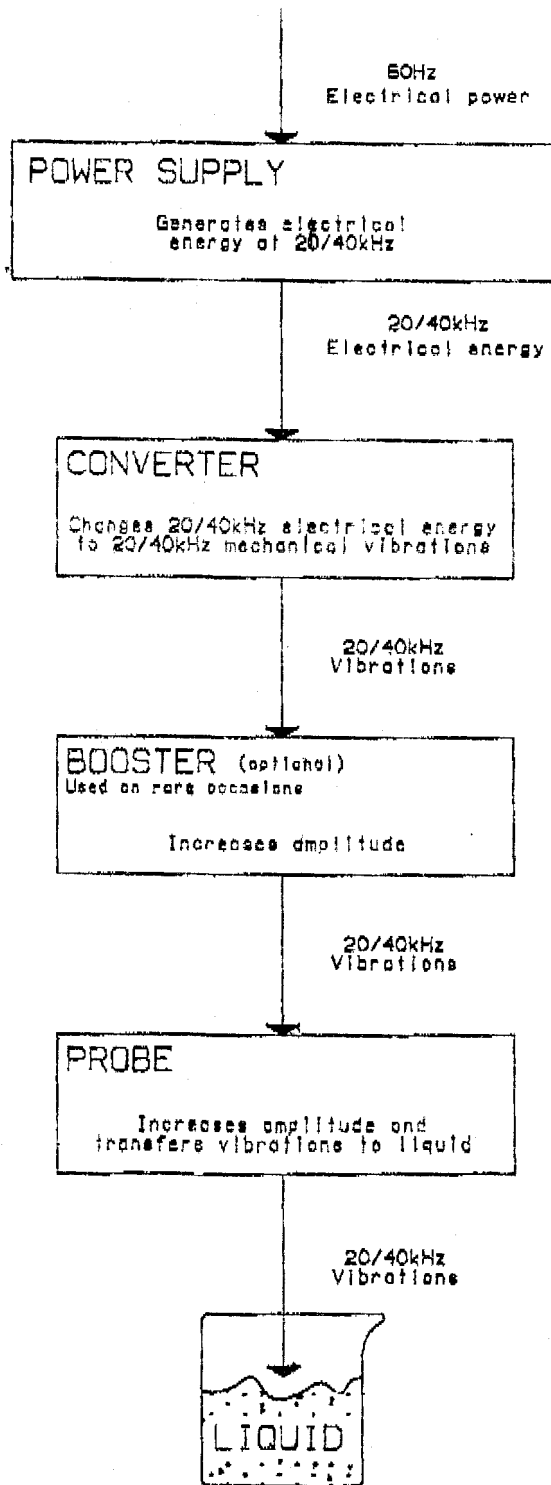 60Hz
Electrical power
POWER SUPPLY
Generates electrical
energy at 20/40kHz
20/40kHz
Electrical energy
CONVERTER
Changes 20/40kHz electrical energy
to 20/40kHz mechanical vibrations
20/40kHz
Vibrations
BOOSTER (optional)
Used on rare occasions
Increases amplitude
20/40kHz
Vibrations
PROBE
Increases amplitude and
transfers vibrations to liquid
20/40kHz
Vibrations
LIQUID